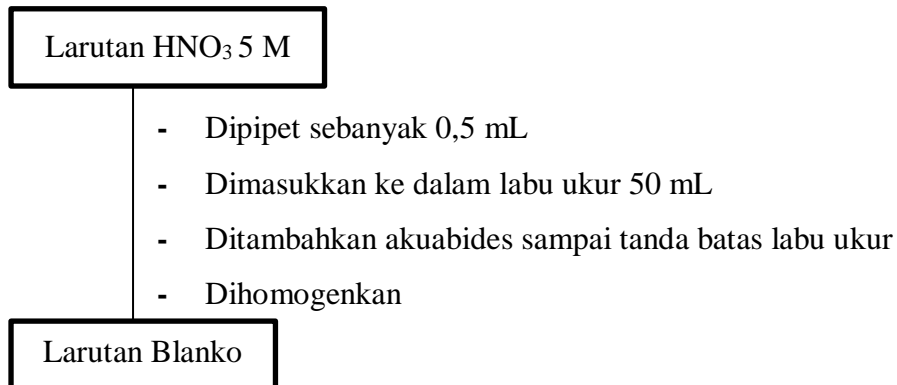 Larutan HNO₃ 5 M
- Dipipet sebanyak 0,5 mL
- Dimasukkan ke dalam labu ukur 50 mL
- Ditambahkan akuabides sampai tanda batas labu ukur
- Dihomogenkan
Larutan Blanko